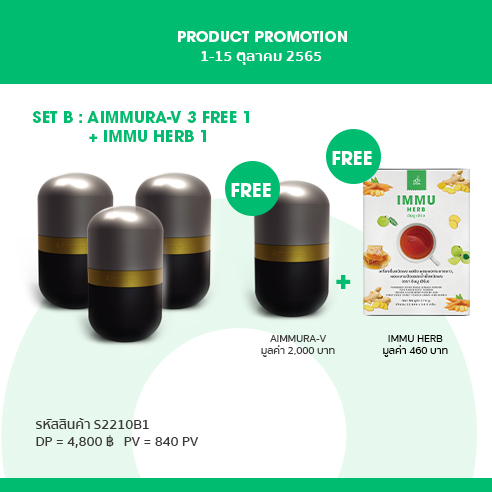 PRODUCT PROMOTION
1-15 ตุลาคม 2565
SET B : AIMMURA-V 3 FREE 1
+ IMMU HERB 1
FREE
FREE
IMMU
HERB
+
AIMMURA-V
มูลค่า 2,000 บาท
IMMU HERB
มูลค่า 460 บาท
รหัสสินค้า S2210B1
DP = 4,800 ฿ PV = 840 PV